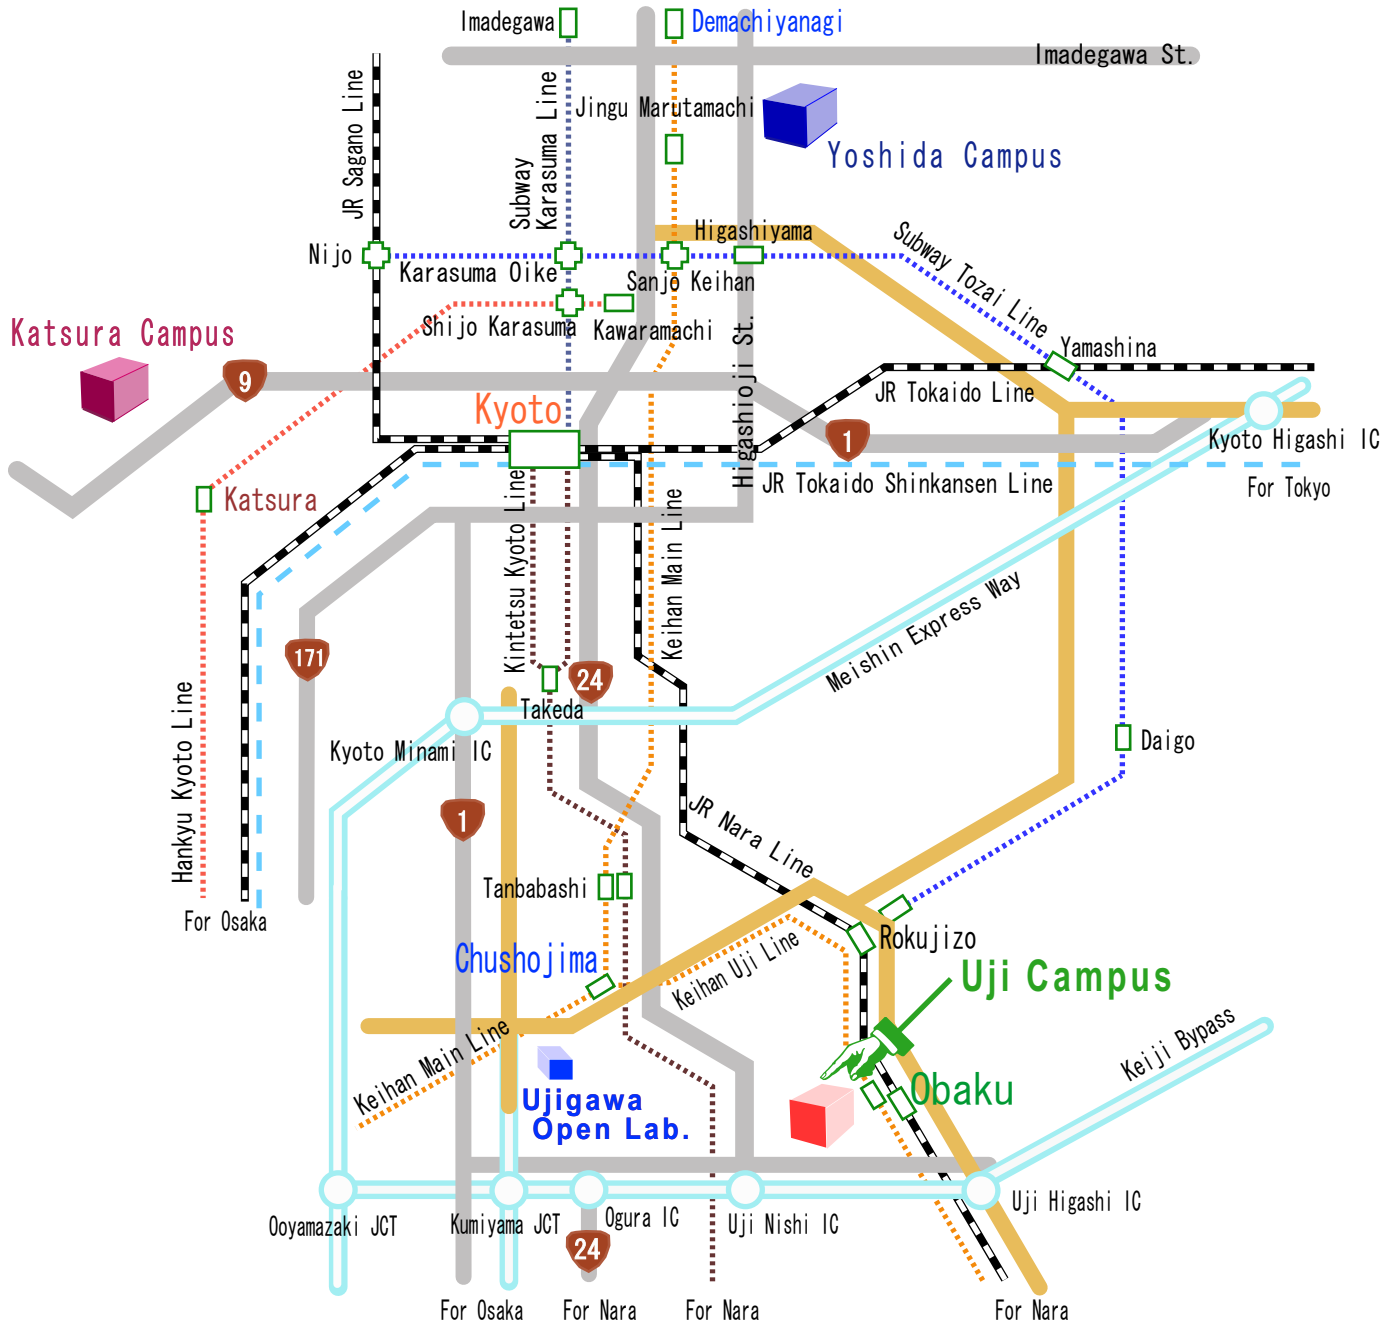 Imadegawa
Demachiyanagi
Imadegawa St.
JR Sagano Line
Subway
Karasuma Line
Jingu Marutamachi
Yoshida Campus
Higashiyama
Subway Tozai Line
Nijo
Karasuma Oike
Sanjo Keihan
Shijo Karasuma
Kawaramachi
Katsura Campus
9
Higashioji St.
Yamashina
JR Tokaido Line
Kyoto
1
Kyoto Higashi IC
Katsura
JR Tokaido Shinkansen Line
For Tokyo
Kintetsu Kyoto Line
Keihan Main Line
Meishin Express Way
171
24
Hankyu Kyoto Line
Takeda
Kyoto Minami IC
Daigo
1
JR Nara Line
Tanbabashi
For Osaka
Chushojima
Keihan Uji Line
Rokujizo
Uji Campus
Keihan Main Line
Keiji Bypass
Obaku
Ujigawa
Open Lab.
Uji Higashi IC
Ooyamazaki JCT
Kumiyama JCT
Ogura IC
Uji Nishi IC
24
For Osaka
For Nara
For Nara
For Nara